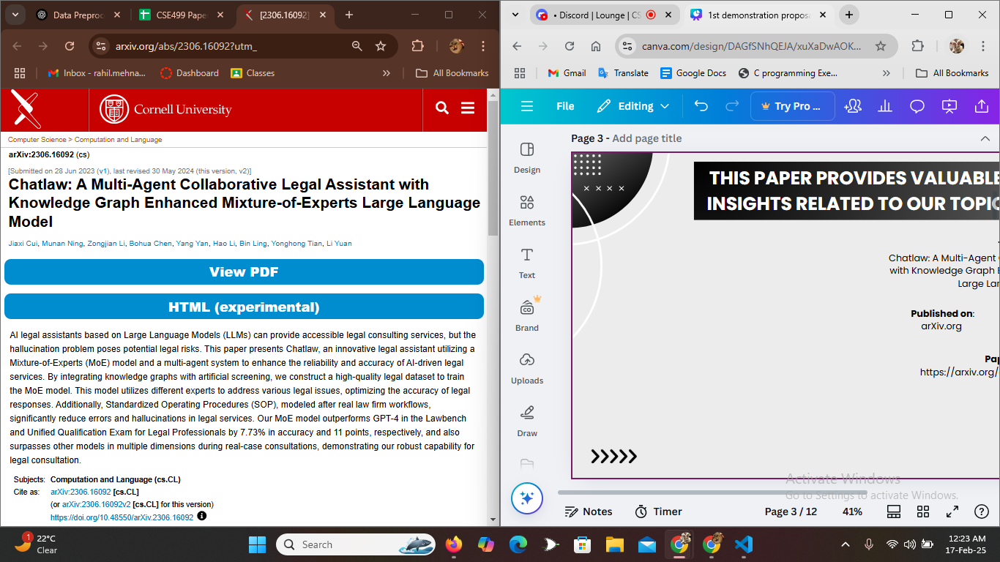 Data Preproc
CSE499 Pape
[2306.16092]
arxiv.org/abs/2306.16092?utm_
Inbox - rahil.mehna...
Dashboard
Classes
»
All Bookmarks
Cornell University
Computer Science > Computation and Language
arXiv:2306.16092 (cs)
[Submitted on 28 Jun 2023 (v1), last revised 30 May 2024 (this version, v2)]
Chatlaw: A Multi-Agent Collaborative Legal Assistant with
Knowledge Graph Enhanced Mixture-of-Experts Large Language
Model
Jiaxi Cui, Munan Ning, Zongjian Li, Bohua Chen, Yang Yan, Hao Li, Bin Ling, Yonghong Tian, Li Yuan
View PDF
HTML (experimental)
AI legal assistants based on Large Language Models (LLMs) can provide accessible legal consulting services, but the
hallucination problem poses potential legal risks. This paper presents Chatlaw, an innovative legal assistant utilizing a
Mixture-of-Experts (MoE) model and a multi-agent system to enhance the reliability and accuracy of AI-driven legal
services. By integrating knowledge graphs with artificial screening, we construct a high-quality legal dataset to train
the MoE model. This model utilizes different experts to address various legal issues, optimizing the accuracy of legal
responses. Additionally, Standardized Operating Procedures (SOP), modeled after real law firm workflows,
significantly reduce errors and hallucinations in legal services. Our MoE model outperforms GPT-4 in the Lawbench
and Unified Qualification Exam for Legal Professionals by 7.73% in accuracy and 11 points, respectively, and also
surpasses other models in multiple dimensions during real-case consultations, demonstrating our robust capability for
legal consultation.
Subjects: Computation and Language (cs.CL)
Cite as: arXiv:2306.16092 [cs.CL]
(or arXiv:2306.16092v2 [cs.CL] for this version)
https://doi.org/10.48550/arXiv.2306.16092
• Discord | Lounge | CS
1st demonstration propos
canva.com/design/DAGfSNhQEJA/xuXaDwAOK...
Gmail
Translate
Google Docs
C programming Exe...
»
All Bookmarks
File
Editing
Try Pro ...
Page 3 - Add page title
Design
Elements
Text
Brand
Uploads
Draw
THIS PAPER PROVIDES VALUABLE
INSIGHTS RELATED TO OUR TOPIC
Chatlaw: A Multi-Agent
with Knowledge Graph E
Large Lan
Published on:
arXiv.org
Pap
https://arxiv.org/
Activate Windows
Go to Settings to activate Windows.
Notes
Timer
Page 3 / 12
41%
1
22°C
Clear
Search
12:23 AM
17-Feb-25